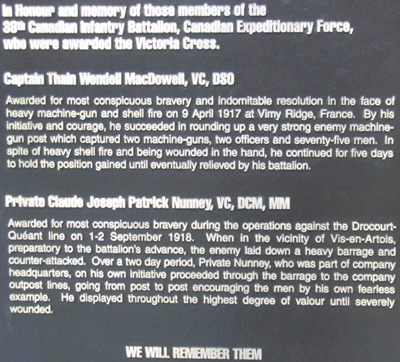 In Honour and memory of those members of the
38th Canadian Infantry Battalion, Canadian Expeditionary Force,
who were awarded the Victoria Cross.
Captain Thain Wendell MacDowell, VC, DSO
Awarded for most conspicuous bravery and indomitable resolution in the face of
heavy machine-gun and shell fire on 9 April 1917 at Vimy Ridge, France. By his
initiative and courage, he succeeded in rounding up a very strong enemy machine-
gun post which captured two machine-guns, two officers and seventy-five men. In
spite of heavy shell fire and being wounded in the hand, he continued for five days
to hold the position gained until eventually relieved by his battalion.
Private Claude Joseph Patrick Nunney, VC, DCM, MM
Awarded for most conspicuous bravery during the operations against the Drocourt-
Quéant line on 1-2 September 1918. When in the vicinity of Vis-en-Artois,
preparatory to the battalion's advance, the enemy laid down a heavy barrage and
counter-attacked. Over a two day period, Private Nunney, who was part of company
headquarters, on his own initiative proceeded through the barrage to the company
outpost lines, going from post to post encouraging the men by his own fearless
example. He displayed throughout the highest degree of valour until severely
wounded.
WE WILL REMEMBER THEM